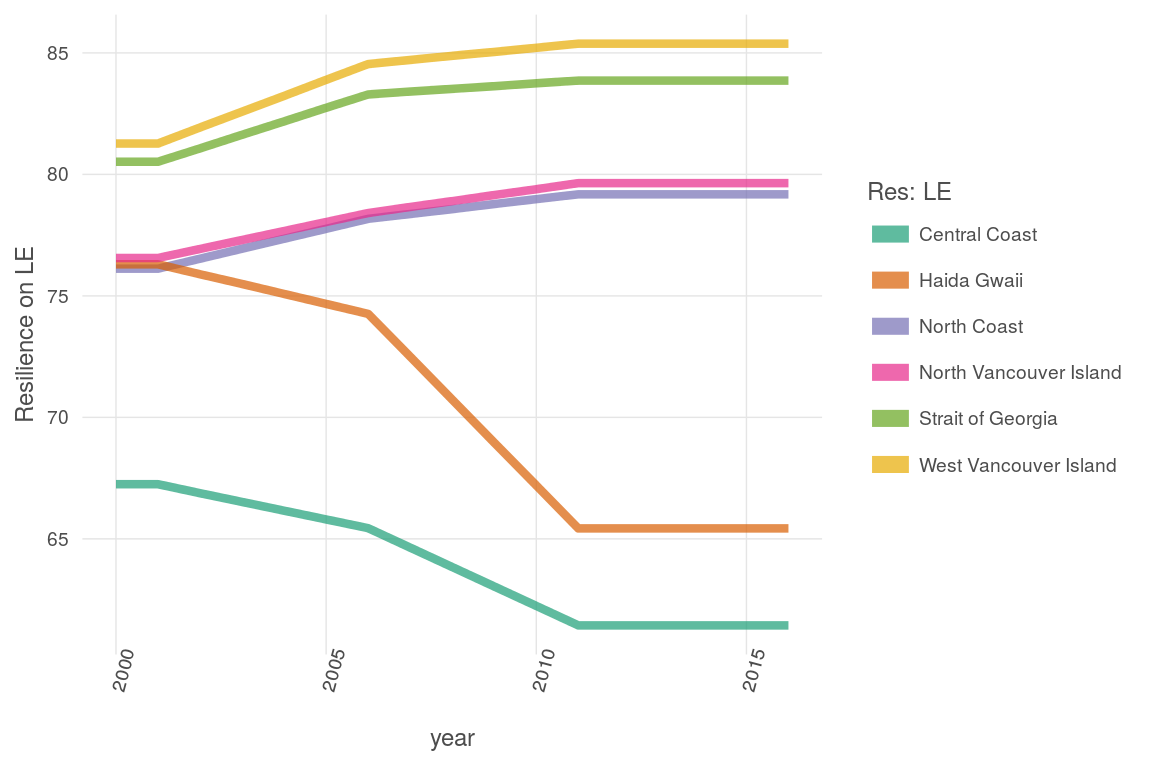 85
80
75
70
65
Resilience on LE
2000
2005
2010
2015
year
Res: LE
Central Coast
Haida Gwaii
North Coast
North Vancouver Island
Strait of Georgia
West Vancouver Island